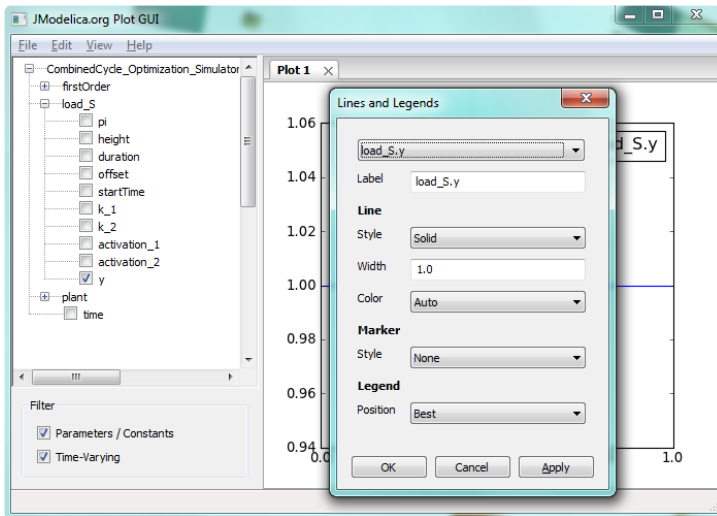 JModelica.org Plot GUI
File Edit View Help
CombinedCycle_Optimization_Simulator
firstOrder
load_S
pi
height
duration
offset
startTime
k_1
k_2
activation_1
activation_2
y
plant
time
Filter
Parameters / Constants
Time-Varying
Plot 1
1.06
1.04
1.02
1.00
0.98
0.96
0.94
0.0
1.0
d_S.y
Lines and Legends
load_S.y
Label load_S.y
Line
Style Solid
Width 1.0
Color Auto
Marker
Style None
Legend
Position Best
OK Cancel Apply